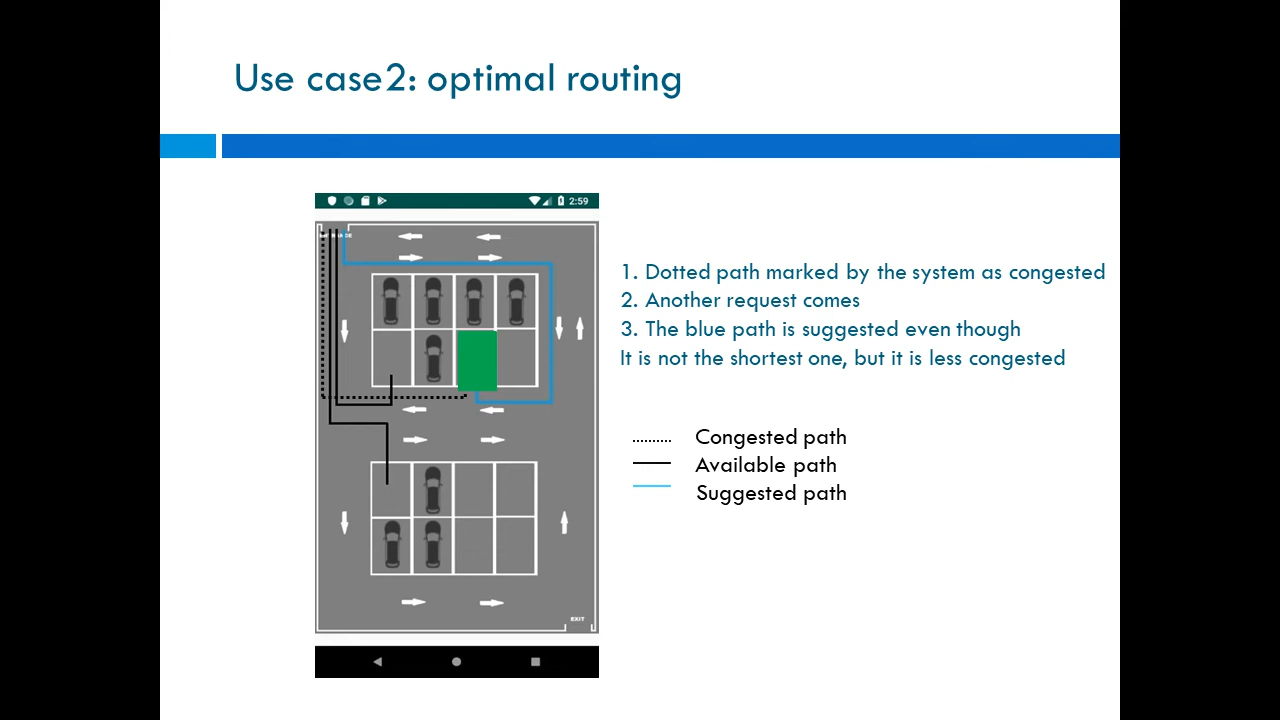 Use case2: optimal routing
2:59
1. Dotted path marked by the system as congested
2. Another request comes
3. The blue path is suggested even though
It is not the shortest one, but it is less congested
Congested path
Available path
Suggested path
EXIT